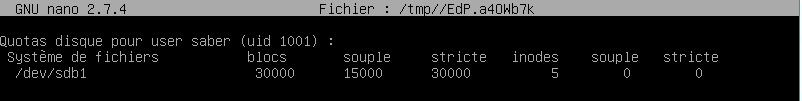 GNU nano 2.7.4 Fichier : /tmp//EdP.a4OWb7k
Quotas disque pour user saber (uid 1001) :
Système de fichiers blocs souple stricte inodes souple stricte
/dev/sdb1 30000 15000 30000 5 0 0